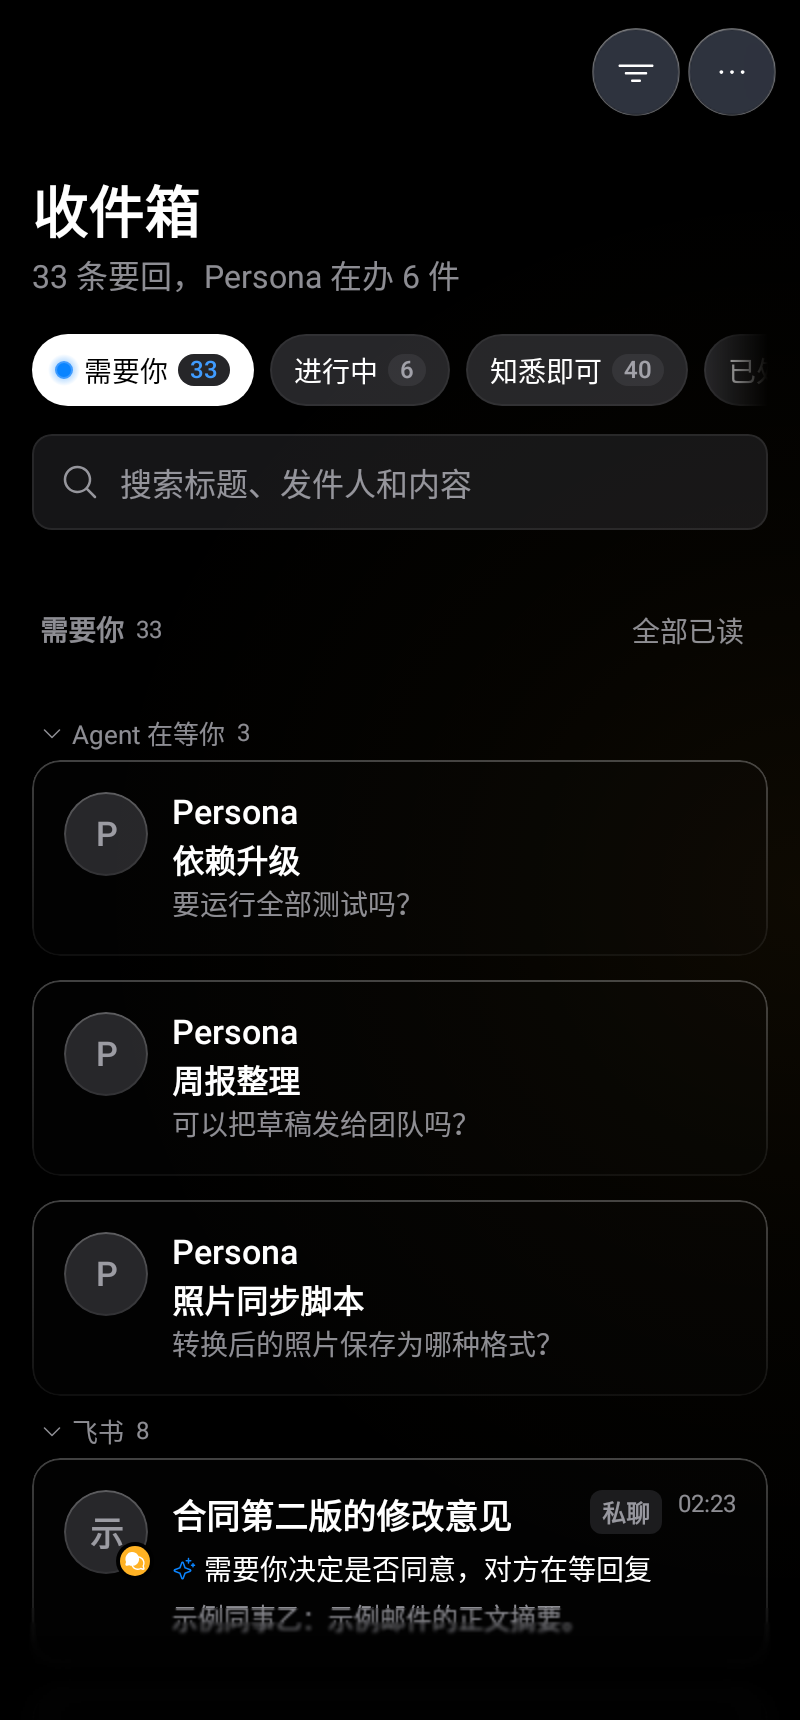 收件箱
33 条要回，Persona 在办 6 件
需要你 33 进行中 6 知悉即可 40 已
搜索标题、发件人和内容
需要你 33 全部已读
Agent 在等你 3
P
Persona
依赖升级
要运行全部测试吗？
P
Persona
周报整理
可以把草稿发给团队吗？
P
Persona
照片同步脚本
转换后的照片保存为哪种格式？
飞书 8
示
合同第二版的修改意见 私聊 02:23
需要你决定是否同意，对方在等回复
示例同事乙：示例邮件的正文摘要。